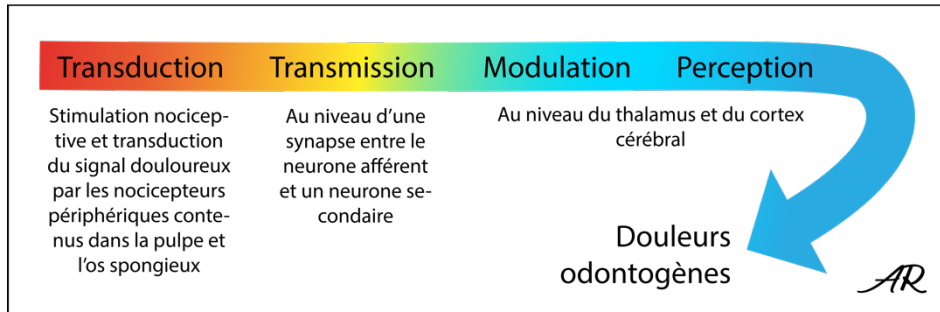 Transduction
Transmission
Modulation
Perception
Stimulation nocicep-
tive et transduction
du signal douloureux
par les nocicepteurs
périphériques conte-
nus dans la pulpe et
l'os spongieux
Au niveau d'une
synapse entre le
neurone afférent
et un neurone se-
condaire
Au niveau du thalamus et du cortex
cérébral
Douleurs
odontogènes
AR